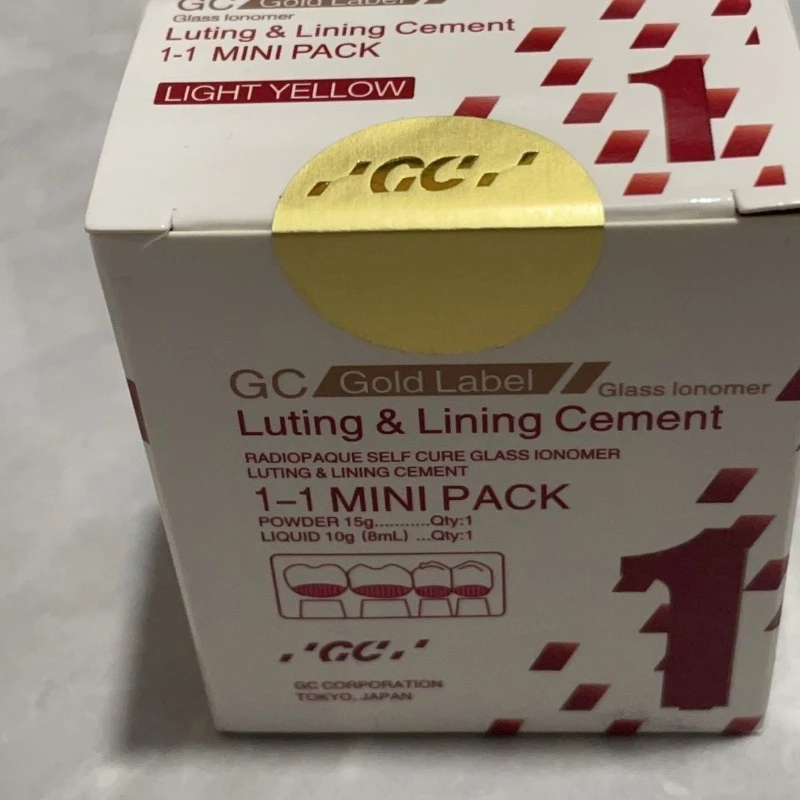 GC Gold Label
Glass Ionomer
Luting & Lining Cement
1-1 MINI PACK
LIGHT YELLOW
1
GC
GC Gold Label Glass Ionomer
Luting & Lining Cement
RADIOPAQUE SELF CURE GLASS IONOMER
LUTING & LINING CEMENT
1-1 MINI PACK
POWDER 15g...........Qty:1
LIQUID 10g (8mL) ...Qty:1
1
GC
GC CORPORATION
TOKYO, JAPAN